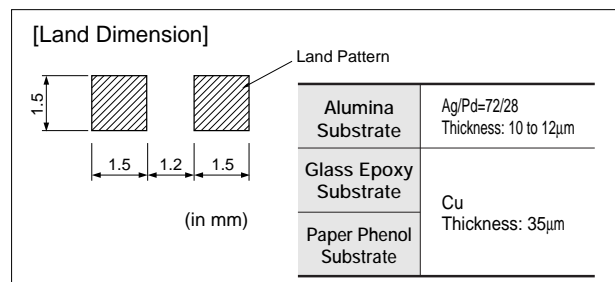 [Land Dimension]
Land Pattern
1.5
1.5
1.2
1.5
(in mm)
Alumina
Substrate
Ag/Pd=72/28
Thickness: 10 to 12μm
Glass Epoxy
Substrate
Cu
Thickness: 35μm
Paper Phenol
Substrate